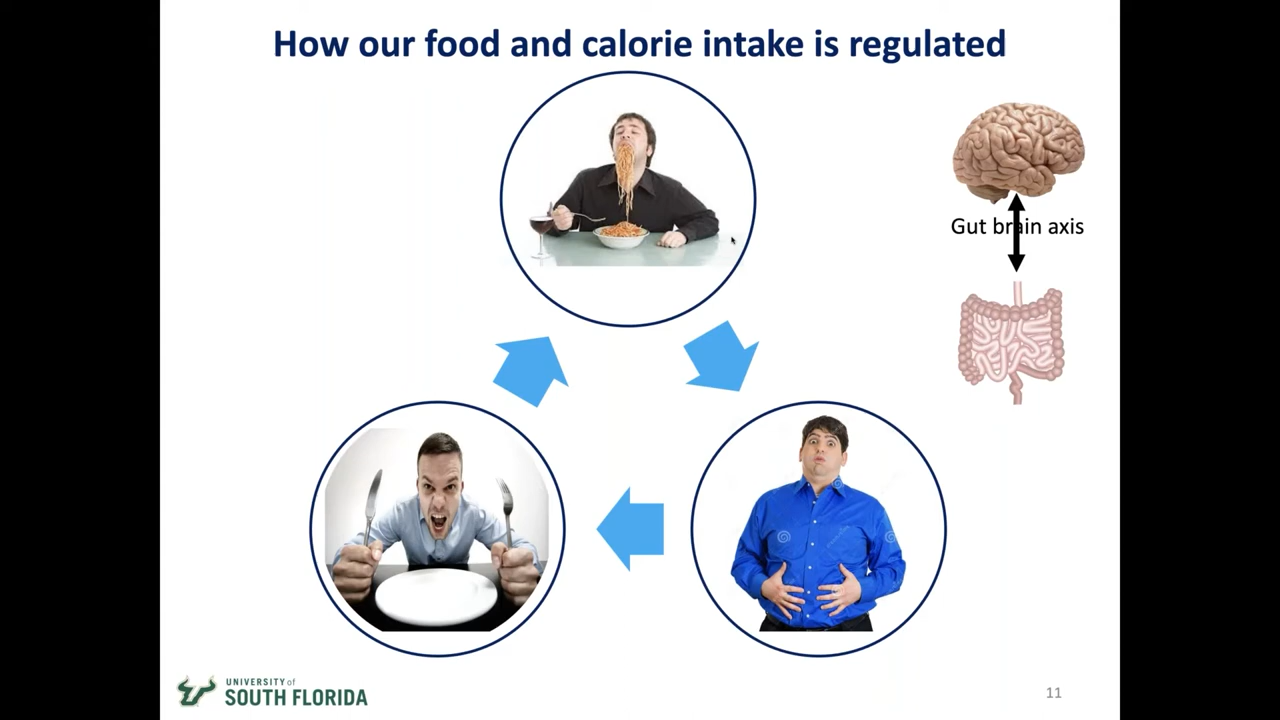 How our food and calorie intake is regulated
Gut brain axis
UNIVERSITY of
SOUTH FLORIDA
11